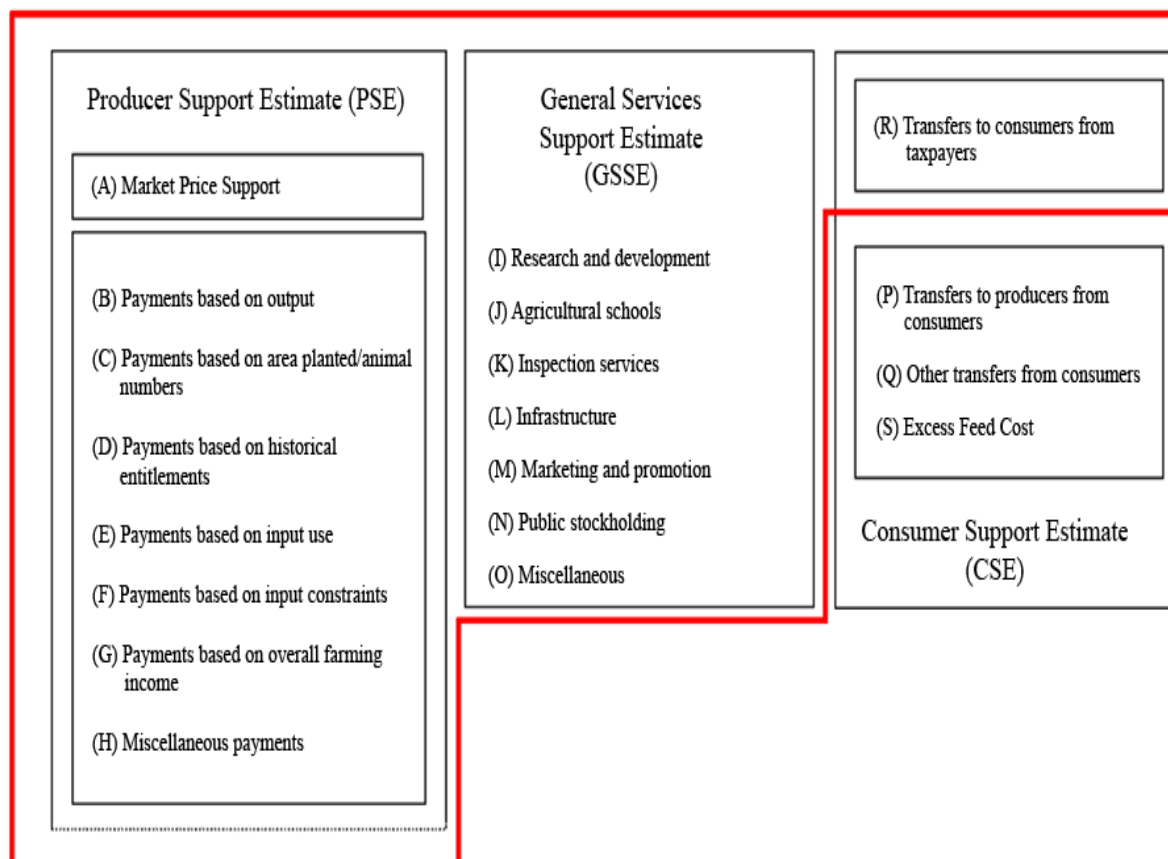 Producer Support Estimate (PSE)
(A) Market Price Support
(B) Payments based on output
(C) Payments based on area planted/animal
numbers
(D) Payments based on historical
entitlements
(E) Payments based on input use
(F) Payments based on input constraints
(G) Payments based on overall farming
income
(H) Miscellaneous payments
General Services
Support Estimate
(GSSE)
(I) Research and development
(J) Agricultural schools
(K) Inspection services
(L) Infrastructure
(M) Marketing and promotion
(N) Public stockholding
(O) Miscellaneous
(R) Transfers to consumers from
taxpayers
(P) Transfers to producers from
consumers
(Q) Other transfers from consumers
(S) Excess Feed Cost
Consumer Support Estimate
(CSE)